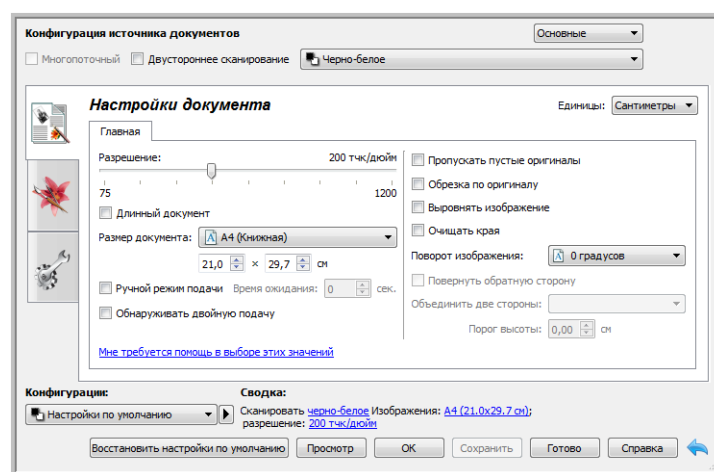 Конфигурация источника документов Основные
Многопоточный Двустороннее сканирование Черно-белое
Настройки документа Единицы: Сантиметры
Главная
Разрешение: 200 тчк/дюйм
75 1200
Длинный документ
Размер документа: A4 (Книжная)
21,0 × 29,7 см
Ручной режим подачи Время ожидания: 0 сек.
Обнаруживать двойную подачу
Мне требуется помощь в выборе этих значений
Пропускать пустые оригиналы
Обрезка по оригиналу
Выровнять изображение
Очищать края
Поворот изображения: 0 градусов
Повернуть обратную сторону
Объединить две стороны:
Порог высоты: 0,00 см
Конфигурации: Сводка:
Настройки по умолчанию Сканировать черно-белое Изображения: A4 (21.0x29.7 см);
разрешение: 200 тчк/дюйм
Восстановить настройки по умолчанию Просмотр ОК Сохранить Готово Справка